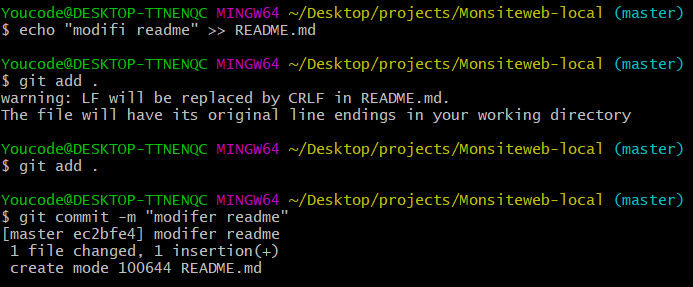 Youcode@DESKTOP-TTNENQC MINGW64 ~/Desktop/projects/Monsiteweb-local (master)
$ echo "modifi readme" >> README.md
Youcode@DESKTOP-TTNENQC MINGW64 ~/Desktop/projects/Monsiteweb-local (master)
$ git add .
warning: LF will be replaced by CRLF in README.md.
The file will have its original line endings in your working directory
Youcode@DESKTOP-TTNENQC MINGW64 ~/Desktop/projects/Monsiteweb-local (master)
$ git add .
Youcode@DESKTOP-TTNENQC MINGW64 ~/Desktop/projects/Monsiteweb-local (master)
$ git commit -m "modifer readme"
[master ec2bfe4] modifer readme
 1 file changed, 1 insertion(+)
 create mode 100644 README.md